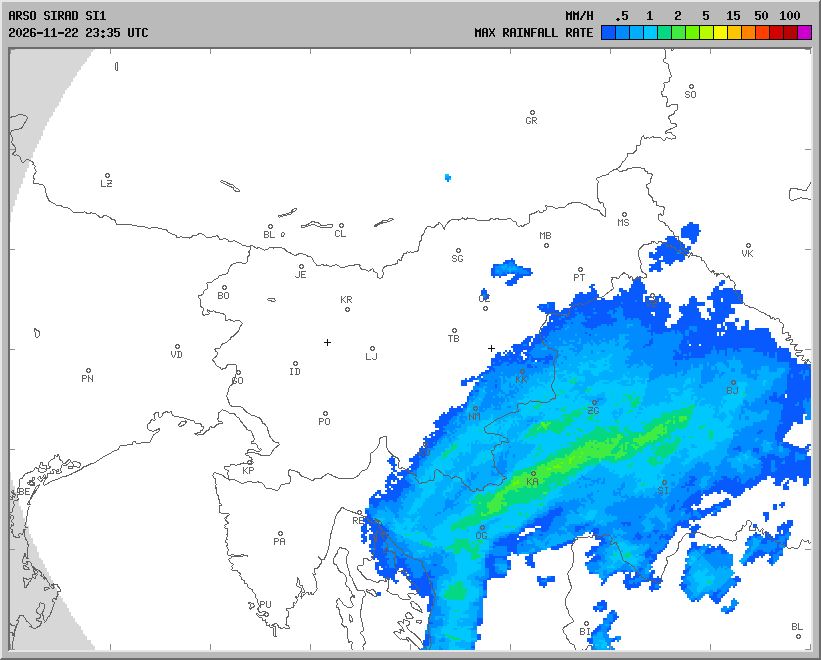 ARSO SIRAD SI1
2026-11-22 23:35 UTC
MM/H .5 1 2 5 15 50 100
MAX RAINFALL RATE
SO
GR
LZ
MS
BL
CL
MB
SG
VK
JE
PT
BO
KR
TB
VD
LJ
ID
PN
GO
KK
BJ
NM
ZG
PO
KP
KA
SI
BE
RE
OG
PA
PU
BI
BL